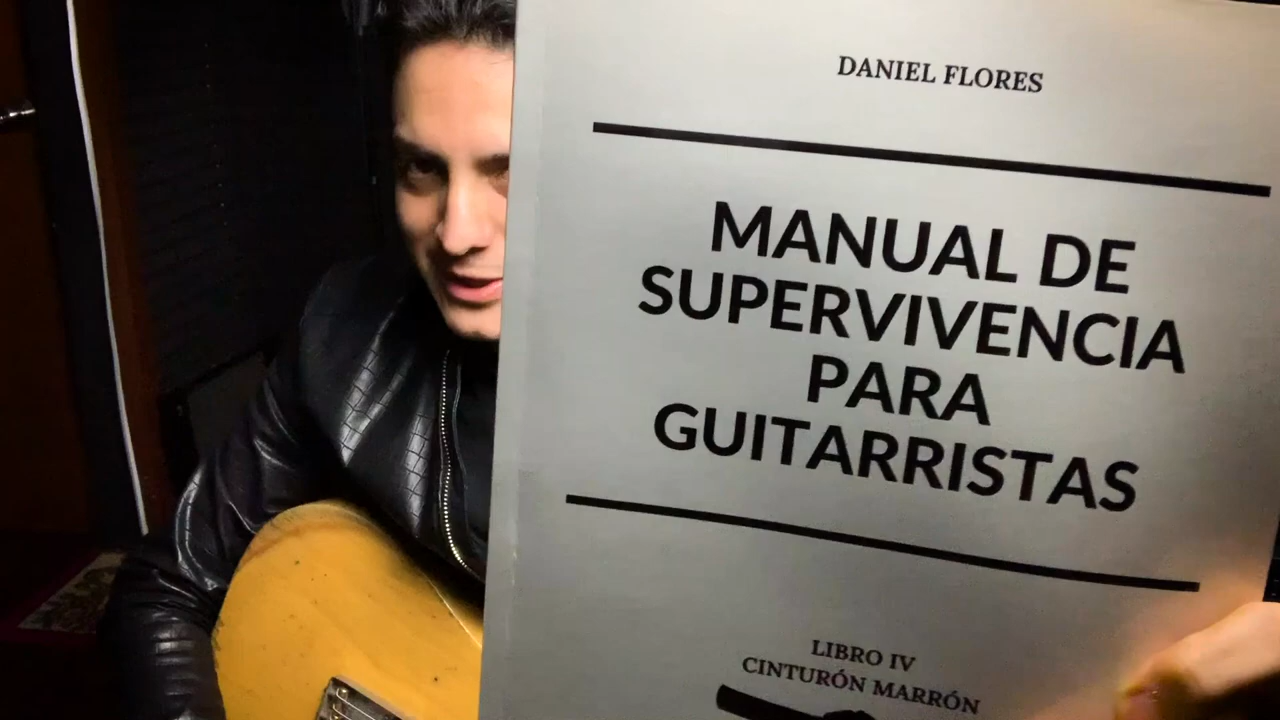 DANIEL FLORES
MANUAL DE
SUPERVIVENCIA
PARA
GUITARRISTAS
LIBRO IV
CINTURÓN MARRÓN